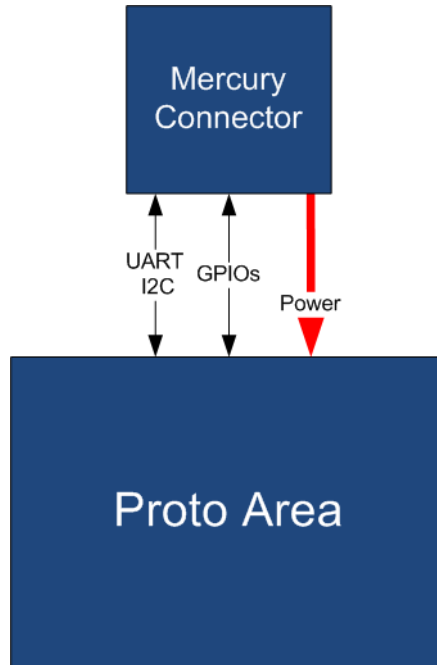 Mercury
Connector
UART
I2C
GPIOs
Power
Proto Area